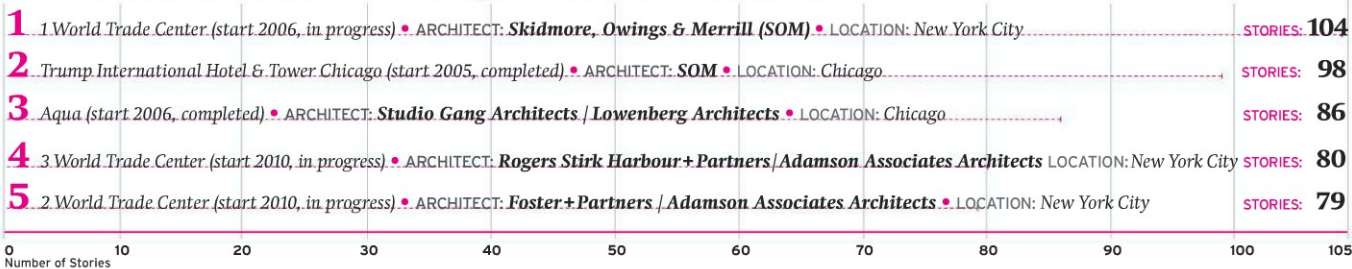 1 1 World Trade Center (start 2006, in progress) • ARCHITECT: Skidmore, Owings & Merrill (SOM) • LOCATION: New York City STORIES: 104
2 Trump International Hotel & Tower Chicago (start 2005, completed) • ARCHITECT: SOM • LOCATION: Chicago STORIES: 98
3 Aqua (start 2006, completed) • ARCHITECT: Studio Gang Architects / Lowenberg Architects • LOCATION: Chicago STORIES: 86
4 3 World Trade Center (start 2010, in progress) • ARCHITECT: Rogers Stirk Harbour+Partners/Adamson Associates Architects LOCATION: New York City STORIES: 80
5 2 World Trade Center (start 2010, in progress) • ARCHITECT: Foster+Partners / Adamson Associates Architects • LOCATION: New York City STORIES: 79
0 10 20 30 40 50 60 70 80 90 100 105
Number of Stories